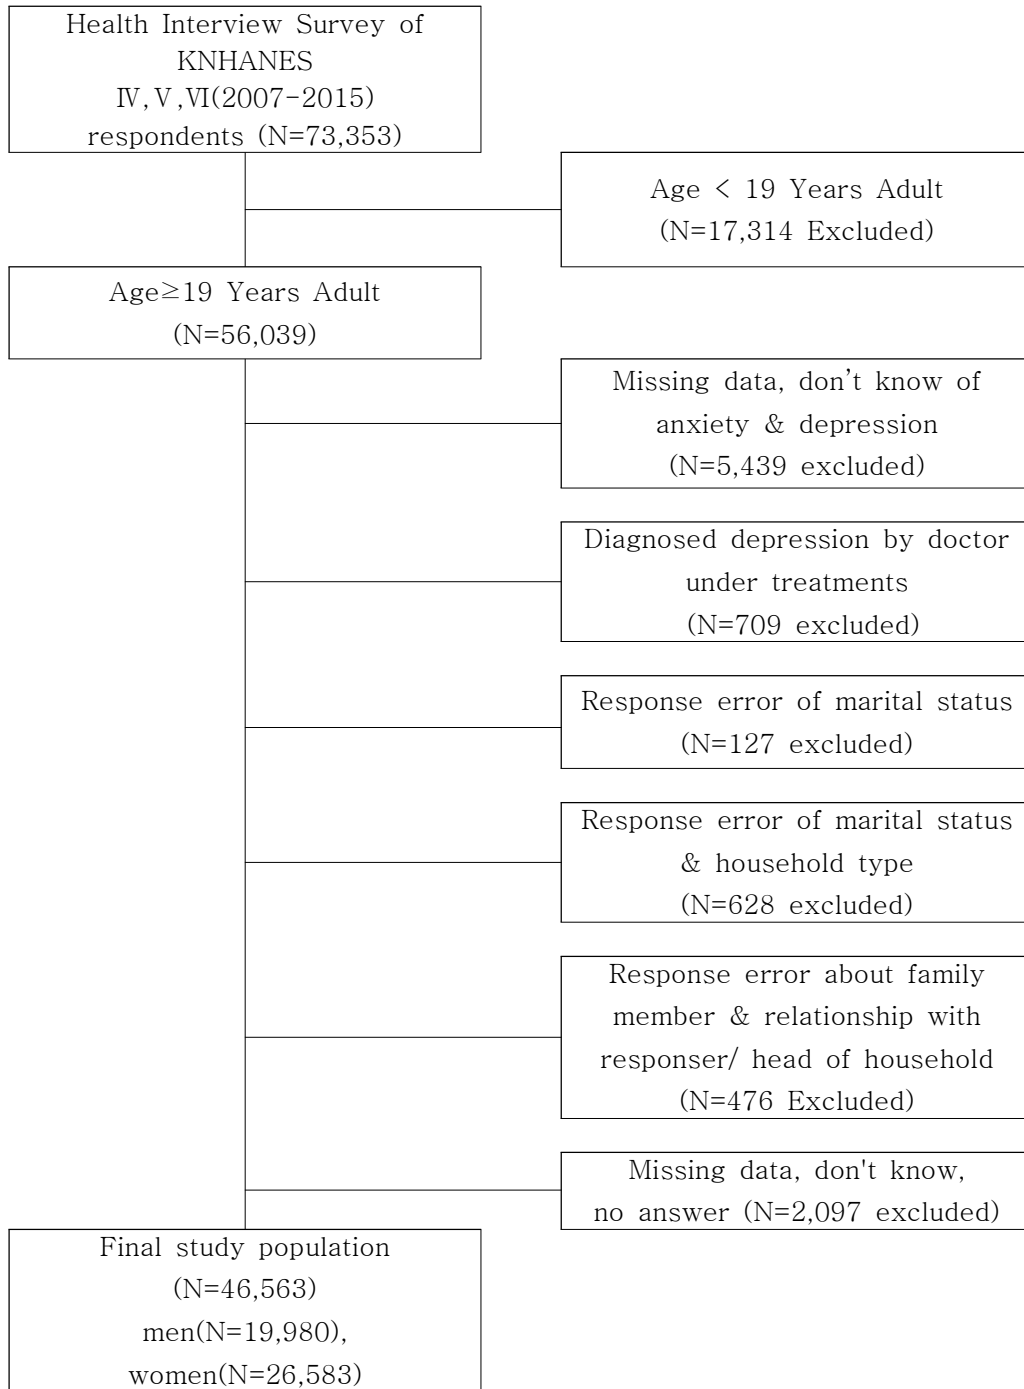 Health Interview Survey of
KNHANES
Ⅳ,Ⅴ,Ⅵ(2007-2015)
respondents (N=73,353)
Age < 19 Years Adult
(N=17,314 Excluded)
Age≥19 Years Adult
(N=56,039)
Missing data, don’t know of
anxiety & depression
(N=5,439 excluded)
Diagnosed depression by doctor
under treatments
(N=709 excluded)
Response error of marital status
(N=127 excluded)
Response error of marital status
& household type
(N=628 excluded)
Response error about family
member & relationship with
responser/ head of household
(N=476 Excluded)
Missing data, don't know,
no answer (N=2,097 excluded)
Final study population
(N=46,563)
men(N=19,980),
women(N=26,583)